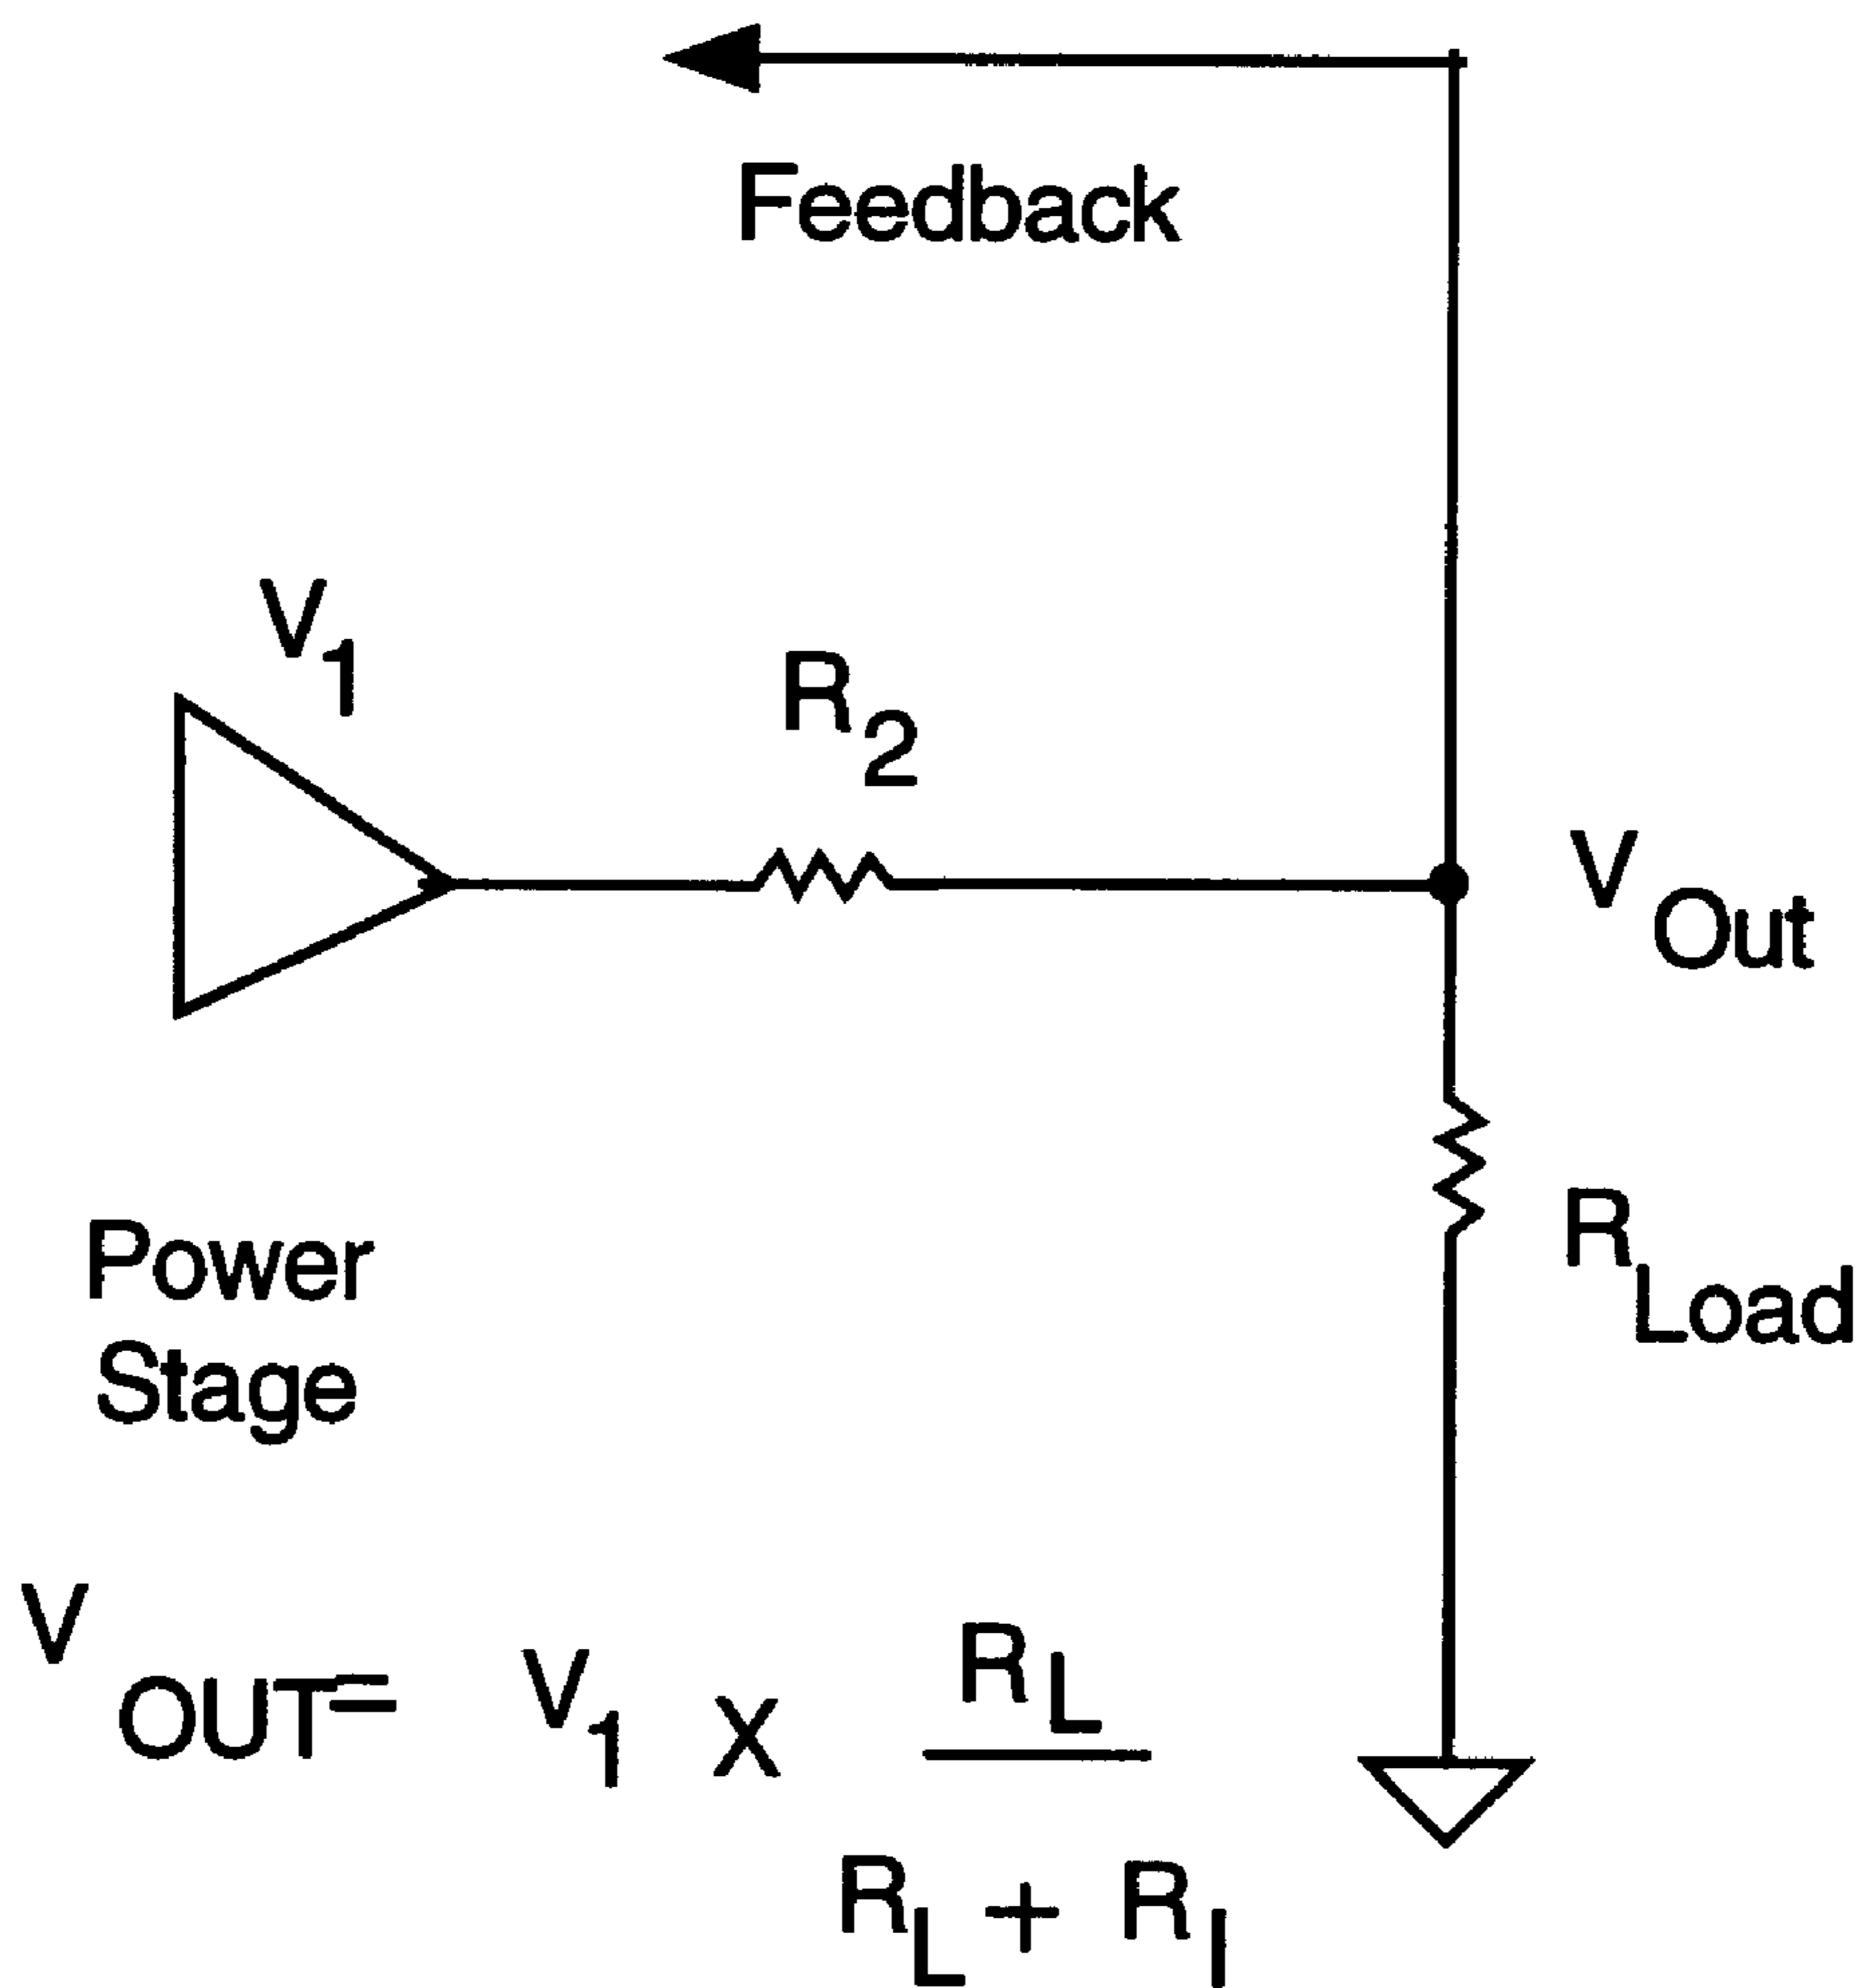 Feedback
V1
R2
VOut
RLoad
Power
Stage
VOUT= V1 X RL
RL + RI